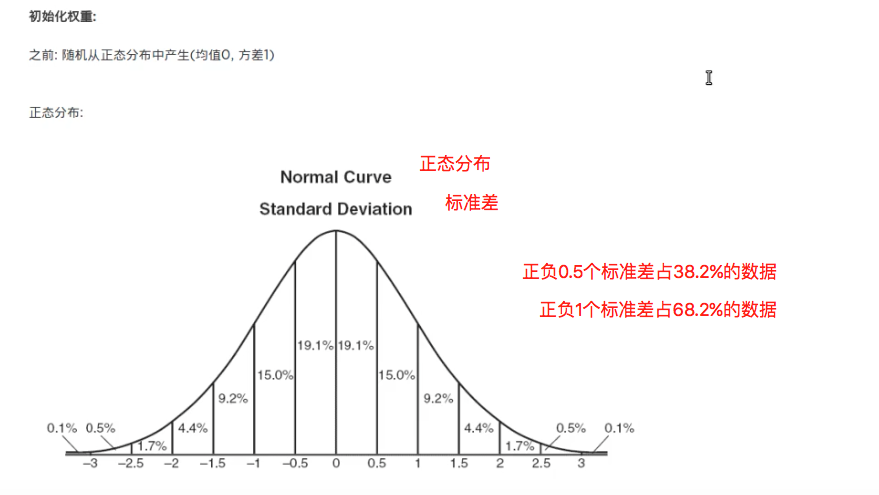 初始化权重:
之前: 随机从正态分布中产生(均值0, 方差1)
正态分布:
Normal Curve 正态分布
Standard Deviation 标准差
正负0.5个标准差占38.2%的数据
正负1个标准差占68.2%的数据
19.1% 19.1%
15.0% 15.0%
9.2% 9.2%
0.1% 0.5% 4.4% 4.4% 0.5% 0.1%
1.7% 1.7%
−3 −2.5 −2 −1.5 −1 −0.5 0 0.5 1 1.5 2 2.5 3